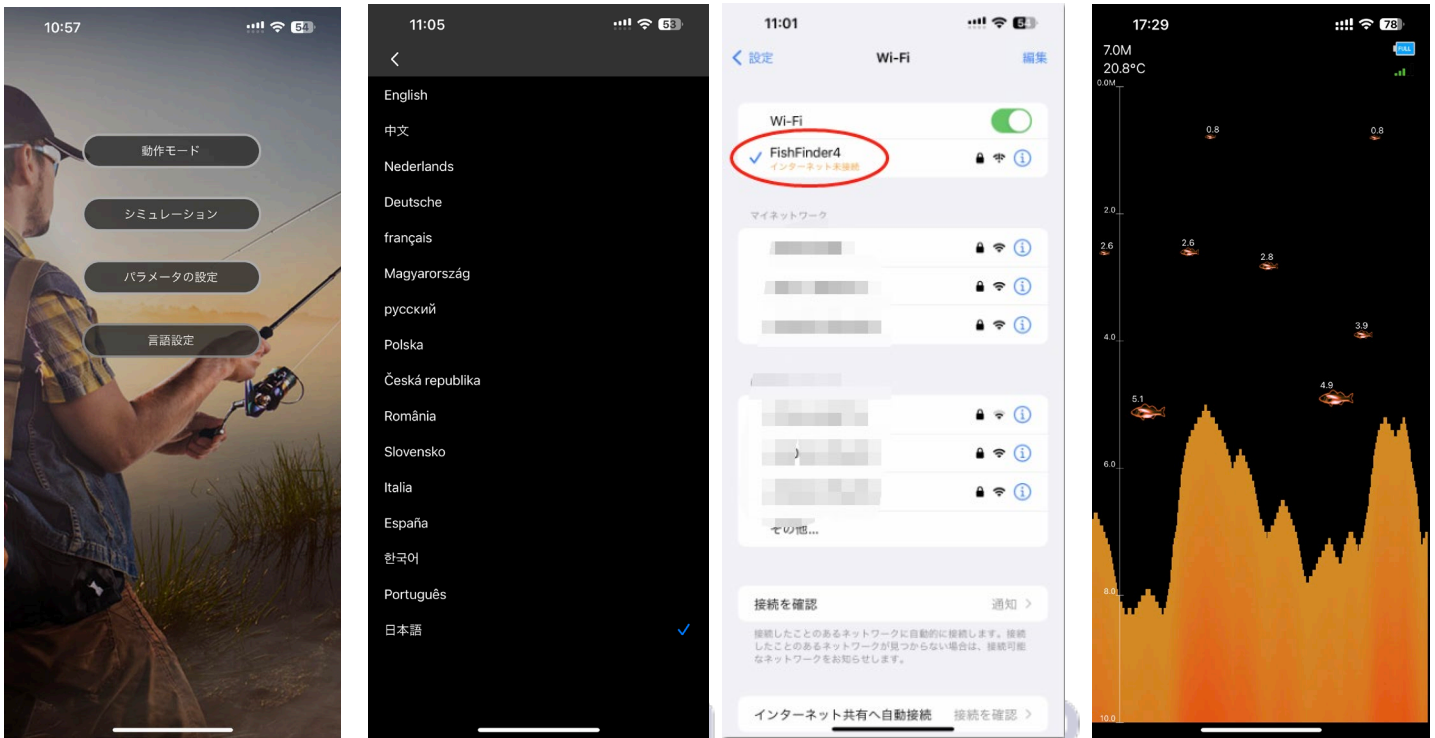 10:57
54
動作モード
シミュレーション
パラメータの設定
言語設定
11:05
53
English
中文
Nederlands
Deutsche
français
Magyarország
русский
Polska
Česká republika
România
Slovensko
Italia
España
한국어
Português
日本語
11:01
54
設定
Wi-Fi
編集
Wi-Fi
FishFinder4
インターネット未接続
マイネットワーク
その他...
接続を確認 通知
接続したことのあるネットワークに自動的に接続します。接続
したことのあるネットワークが見つからない場合は、接続可能
なネットワークをお知らせします。
インターネット共有へ自動接続 接続を確認
17:29
78
7.0M
FULL
20.8°C
0.0M
0.8
0.8
2.0
2.6
2.6
2.8
3.9
4.0
4.9
5.1
6.0
8.0
10.0